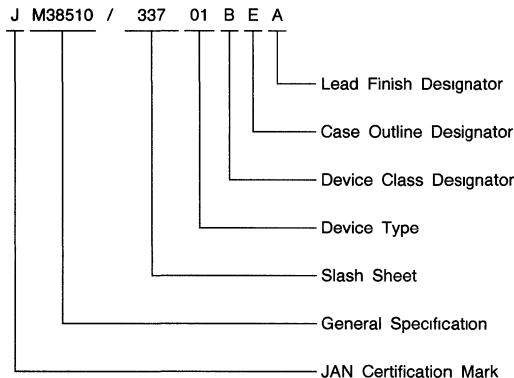 J M38510 / 337 01 B E A
Lead Finish Designator
Case Outline Designator
Device Class Designator
Device Type
Slash Sheet
General Specification
JAN Certification Mark